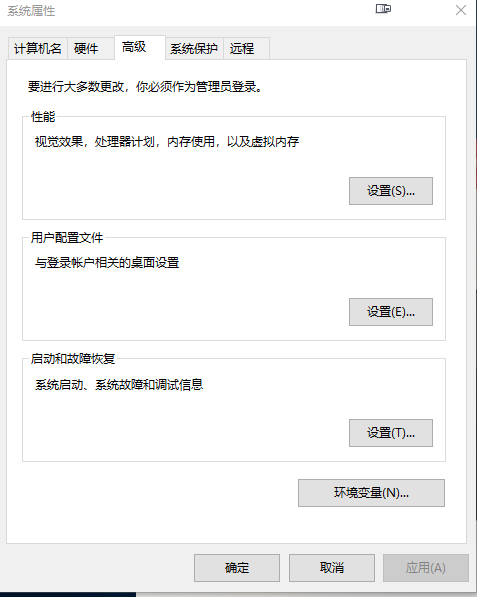 系统属性
计算机名 硬件 高级 系统保护 远程
要进行大多数更改，你必须作为管理员登录。
性能
视觉效果，处理器计划，内存使用，以及虚拟内存
设置(S)...
用户配置文件
与登录帐户相关的桌面设置
设置(E)...
启动和故障恢复
系统启动、系统故障和调试信息
设置(T)...
环境变量(N)...
确定 取消 应用(A)